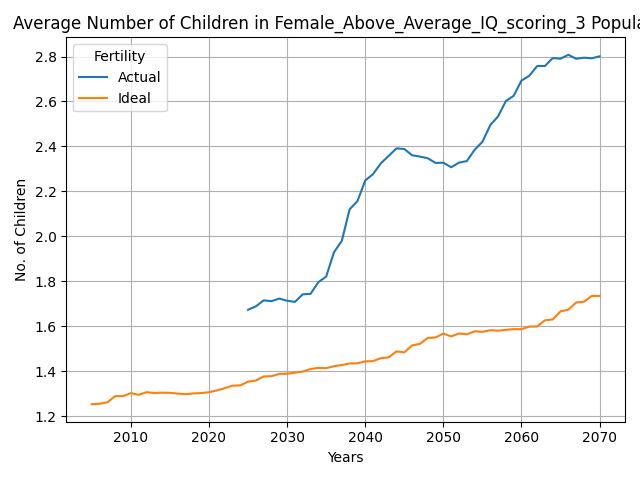 Average Number of Children in Female_Above_Average_IQ_scoring_3 Popula
Fertility
Actual
Ideal
No. of Children
2.8
2.6
2.4
2.2
2.0
1.8
1.6
1.4
1.2
2010 2020 2030 2040 2050 2060 2070
Years